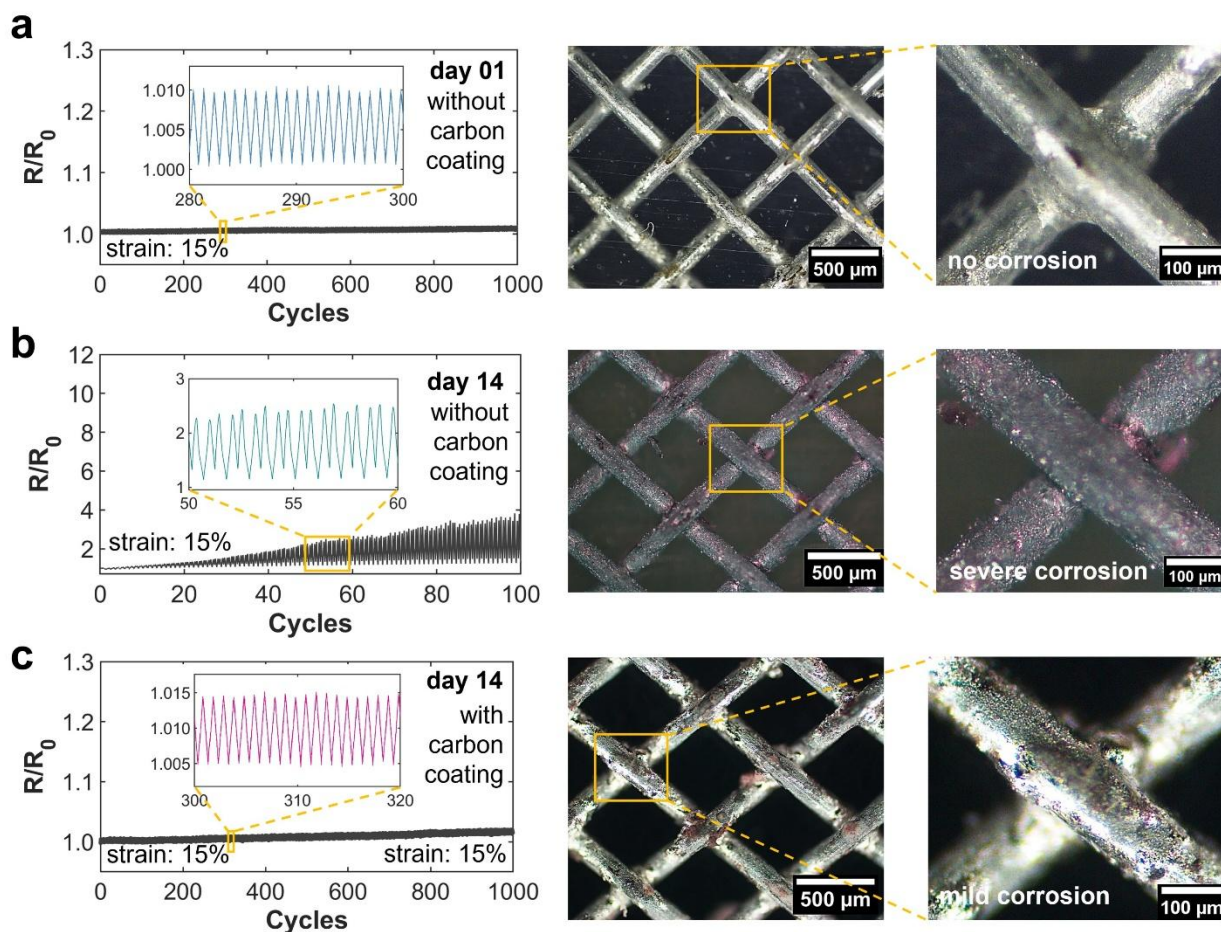 a
1.3
1.2
1.1
1.0
R/R0
1.010
1.005
1.000
280
290
300
day 01
without
carbon
coating
strain: 15%
0
200
400
600
800
1000
Cycles
500 μm
no corrosion
100 μm
b
12
10
8
6
4
2
R/R0
3
2
1
50
55
60
day 14
without
carbon
coating
strain: 15%
0
20
40
60
80
100
Cycles
500 μm
severe corrosion
100 μm
c
1.3
1.2
1.1
1.0
R/R0
1.015
1.010
1.005
300
310
320
day 14
with
carbon
coating
strain: 15%
strain: 15%
0
200
400
600
800
1000
Cycles
500 μm
mild corrosion
100 μm